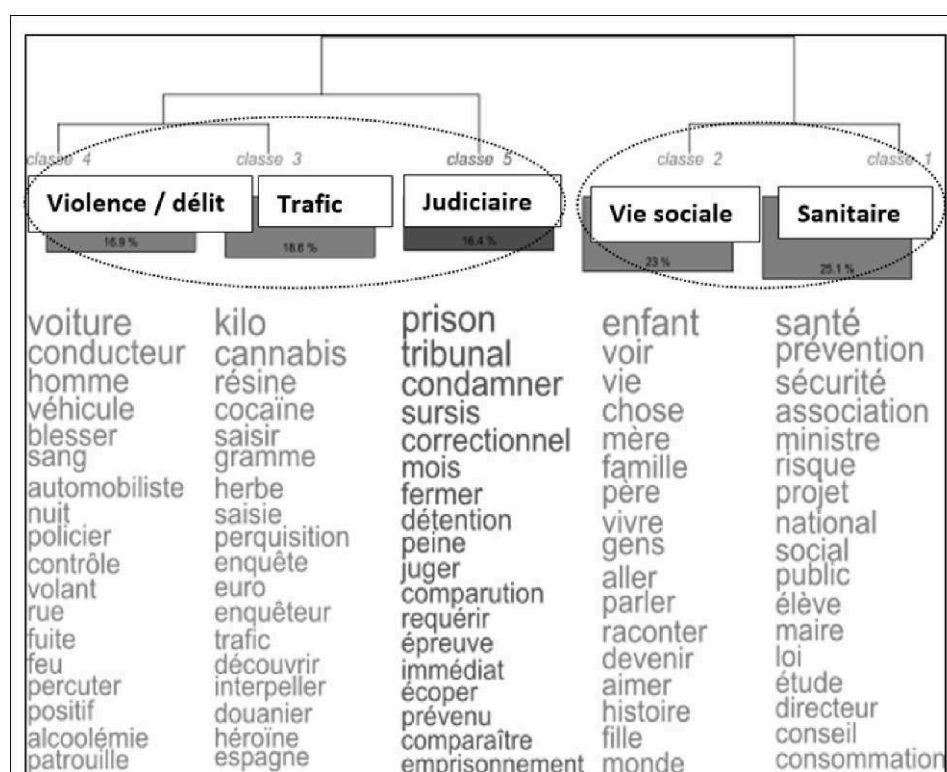 classe 4 classe 3 classe 5 classe 2 classe 1
Violence / délit Trafic Judiciaire Vie sociale Sanitaire
16.9 % 18.6 % 16.4 % 23 % 25.1 %
voiture kilo prison enfant santé
conducteur cannabis tribunal voir prévention
homme résine condamner vie sécurité
véhicule cocaïne sursis chose association
blesser saisir correctionnel mère ministre
sang gramme mois famille risque
automobiliste herbe fermer père projet
nuit saisie détention vivre national
policier perquisition peine gens social
contrôle enquête juger aller public
volant euro comparution parler élève
rue enquêteur requérir raconter maire
fuite trafic épreuve devenir loi
feu découvrir immédiat aimer étude
percuter interpeller écoper histoire directeur
positif douanier prévenu fille conseil
alcoolémie héroïne comparaître monde consommation
patrouille espagne emprisonnement